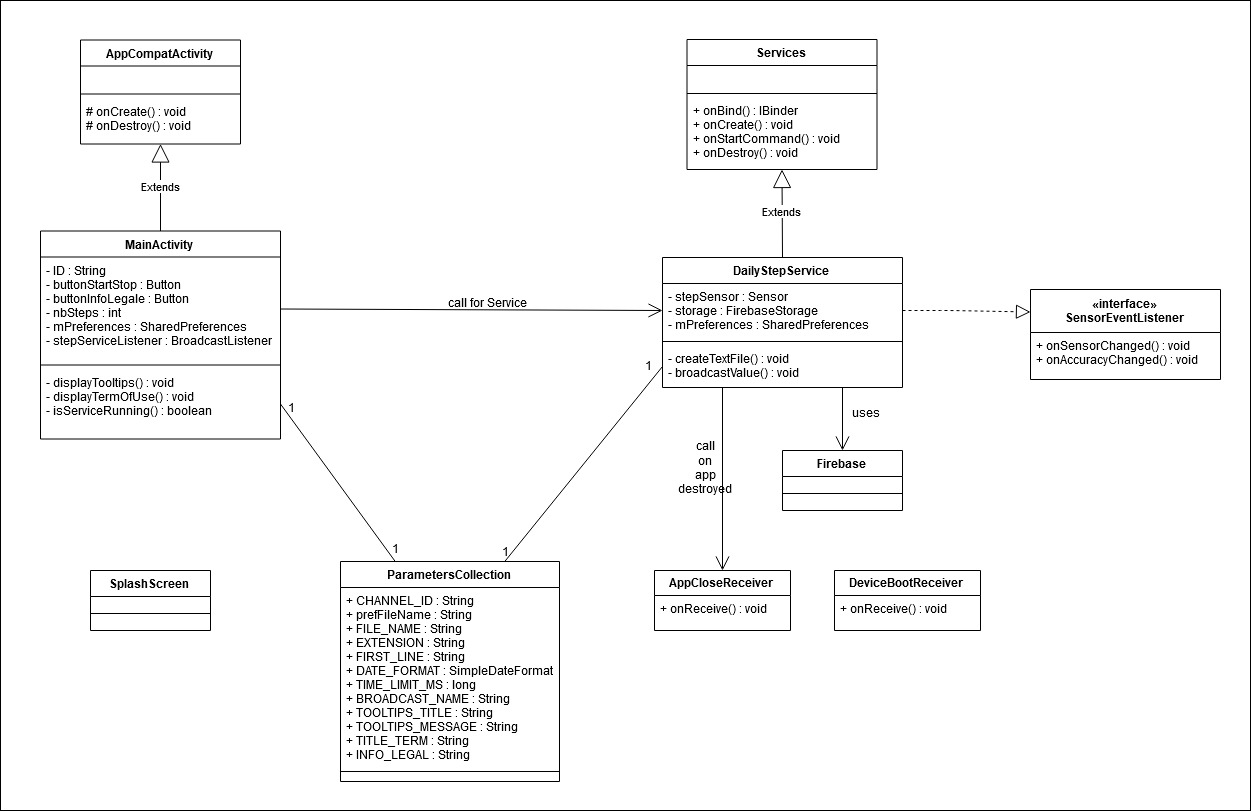 AppCompatActivity
# onCreate() : void
# onDestroy() : void
Extends
Services
+ onBind() : IBinder
+ onCreate() : void
+ onStartCommand() : void
+ onDestroy() : void
Extends
MainActivity
- ID : String
- buttonStartStop : Button
- buttonInfoLegale : Button
- nbSteps : int
- mPreferences : SharedPreferences
- stepServiceListener : BroadcastListener
- displayTooltips() : void
- displayTermOfUse() : void
- isServiceRunning() : boolean
call for Service
DailyStepService
- stepSensor : Sensor
- storage : FirebaseStorage
- mPreferences : SharedPreferences
- createTextFile() : void
- broadcastValue() : void
«interface»
SensorEventListener
+ onSensorChanged() : void
+ onAccuracyChanged() : void
1
1
1
1
call
on
app
destroyed
uses
Firebase
SplashScreen
ParametersCollection
+ CHANNEL_ID : String
+ prefFileName : String
+ FILE_NAME : String
+ EXTENSION : String
+ FIRST_LINE : String
+ DATE_FORMAT : SimpleDateFormat
+ TIME_LIMIT_MS : long
+ BROADCAST_NAME : String
+ TOOLTIPS_TITLE : String
+ TOOLTIPS_MESSAGE : String
+ TITLE_TERM : String
+ INFO_LEGAL : String
AppCloseReceiver
+ onReceive() : void
DeviceBootReceiver
+ onReceive() : void